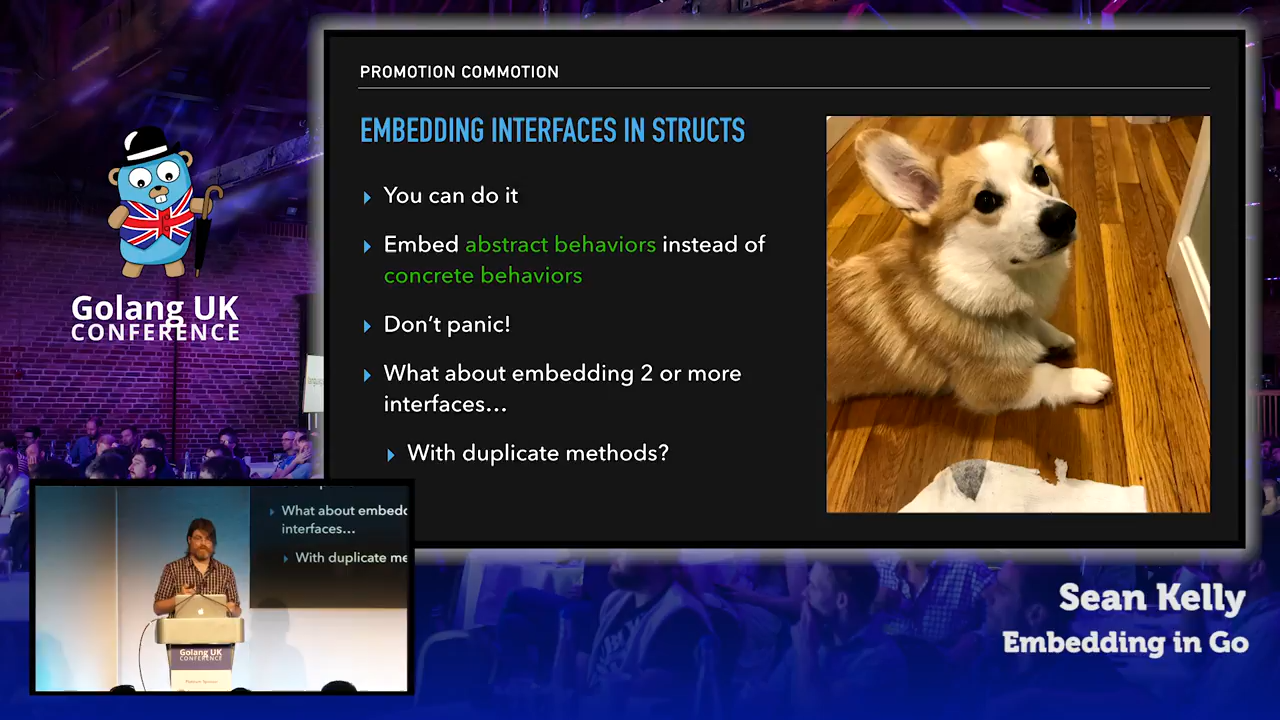 PROMOTION COMMOTION
EMBEDDING INTERFACES IN STRUCTS
You can do it
Embed abstract behaviors instead of
concrete behaviors
Don't panic!
What about embedding 2 or more
interfaces…
With duplicate methods?
Golang UK
CONFERENCE
What about embedd
interfaces…
With duplicate me
Golang UK
CONFERENCE
Sean Kelly
Embedding in Go